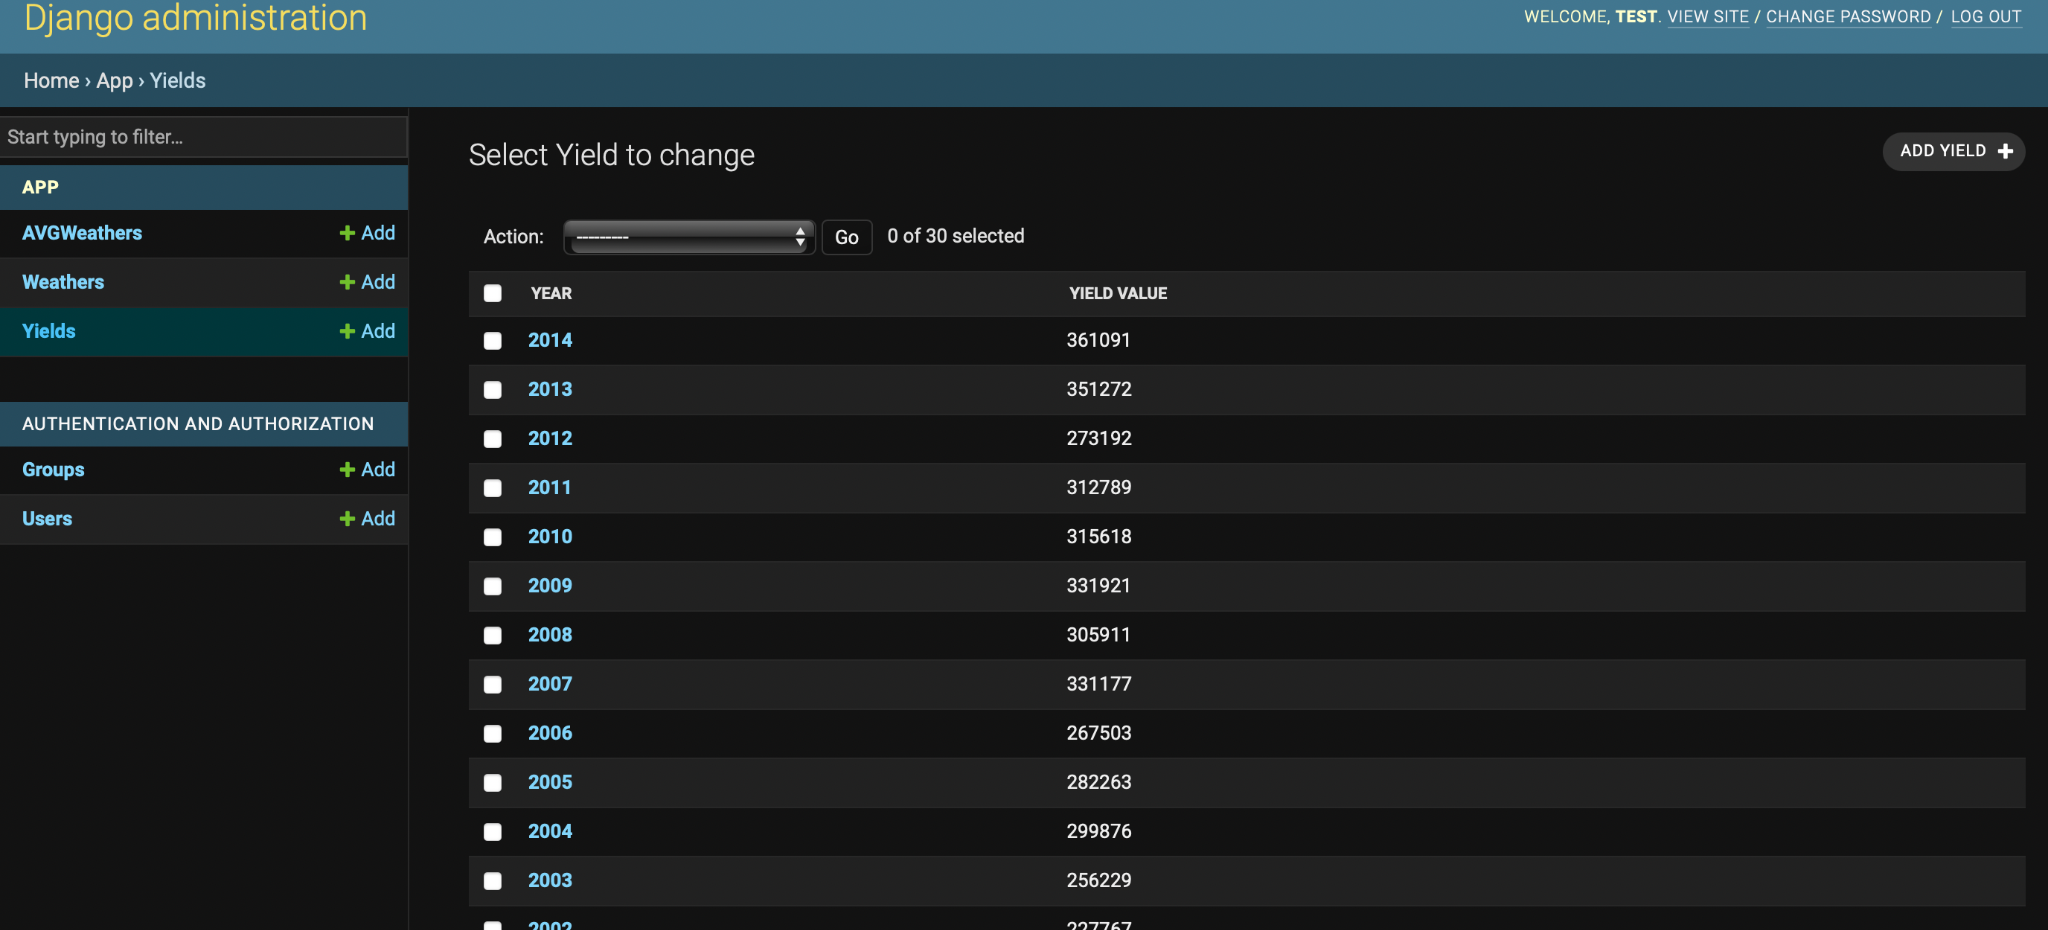 Django administration
WELCOME, TEST. VIEW SITE / CHANGE PASSWORD / LOG OUT
Home › App › Yields
Start typing to filter...
APP
AVGWeathers + Add
Weathers + Add
Yields + Add
AUTHENTICATION AND AUTHORIZATION
Groups + Add
Users + Add
Select Yield to change
ADD YIELD +
Action: --------- Go 0 of 30 selected
YEAR YIELD VALUE
2014 361091
2013 351272
2012 273192
2011 312789
2010 315618
2009 331921
2008 305911
2007 331177
2006 267503
2005 282263
2004 299876
2003 256229
2002 227767